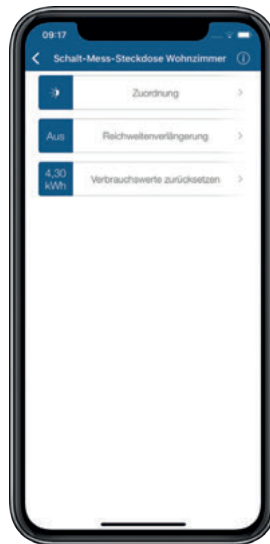 09:17
Schalt-Mess-Steckdose Wohnzimmer
Zuordnung
Aus
Reichweitenverlängerung
4,30
kWh
Verbrauchswerte zurücksetzen